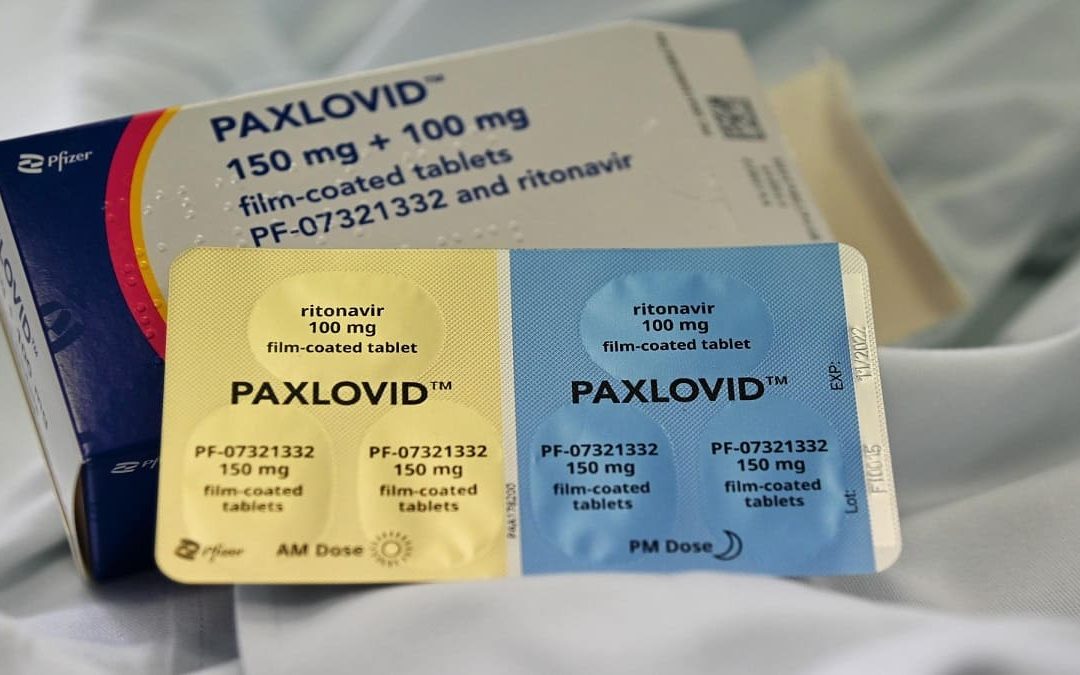 Pfizer
PAXLOVID™
150 mg + 100 mg
film-coated tablets
PF-07321332 and ritonavir
ritonavir
100 mg
film-coated tablet
PAXLOVID™
PF-07321332
150 mg
film-coated
tablets
PF-07321332
150 mg
film-coated
tablets
Pfizer
AM Dose
ritonavir
100 mg
film-coated tablet
PAXLOVID™
PF-07321332
150 mg
film-coated
tablets
PF-07321332
150 mg
film-coated
tablets
PM Dose
EXP: 11/2022
Lot: